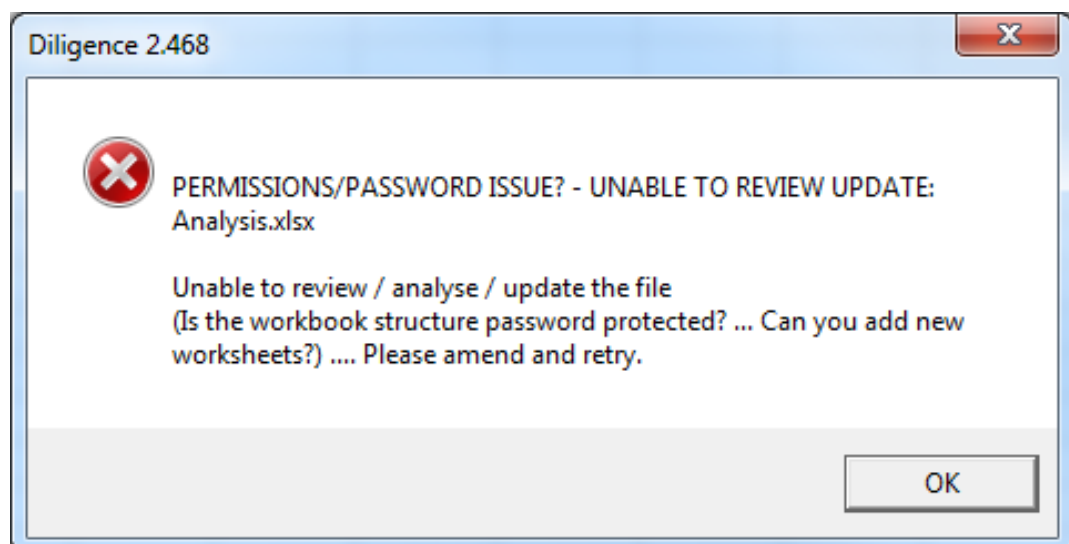 Diligence 2.468
PERMISSIONS/PASSWORD ISSUE? - UNABLE TO REVIEW UPDATE:
Analysis.xlsx
Unable to review / analyse / update the file
(Is the workbook structure password protected? ... Can you add new
worksheets?) .... Please amend and retry.
OK